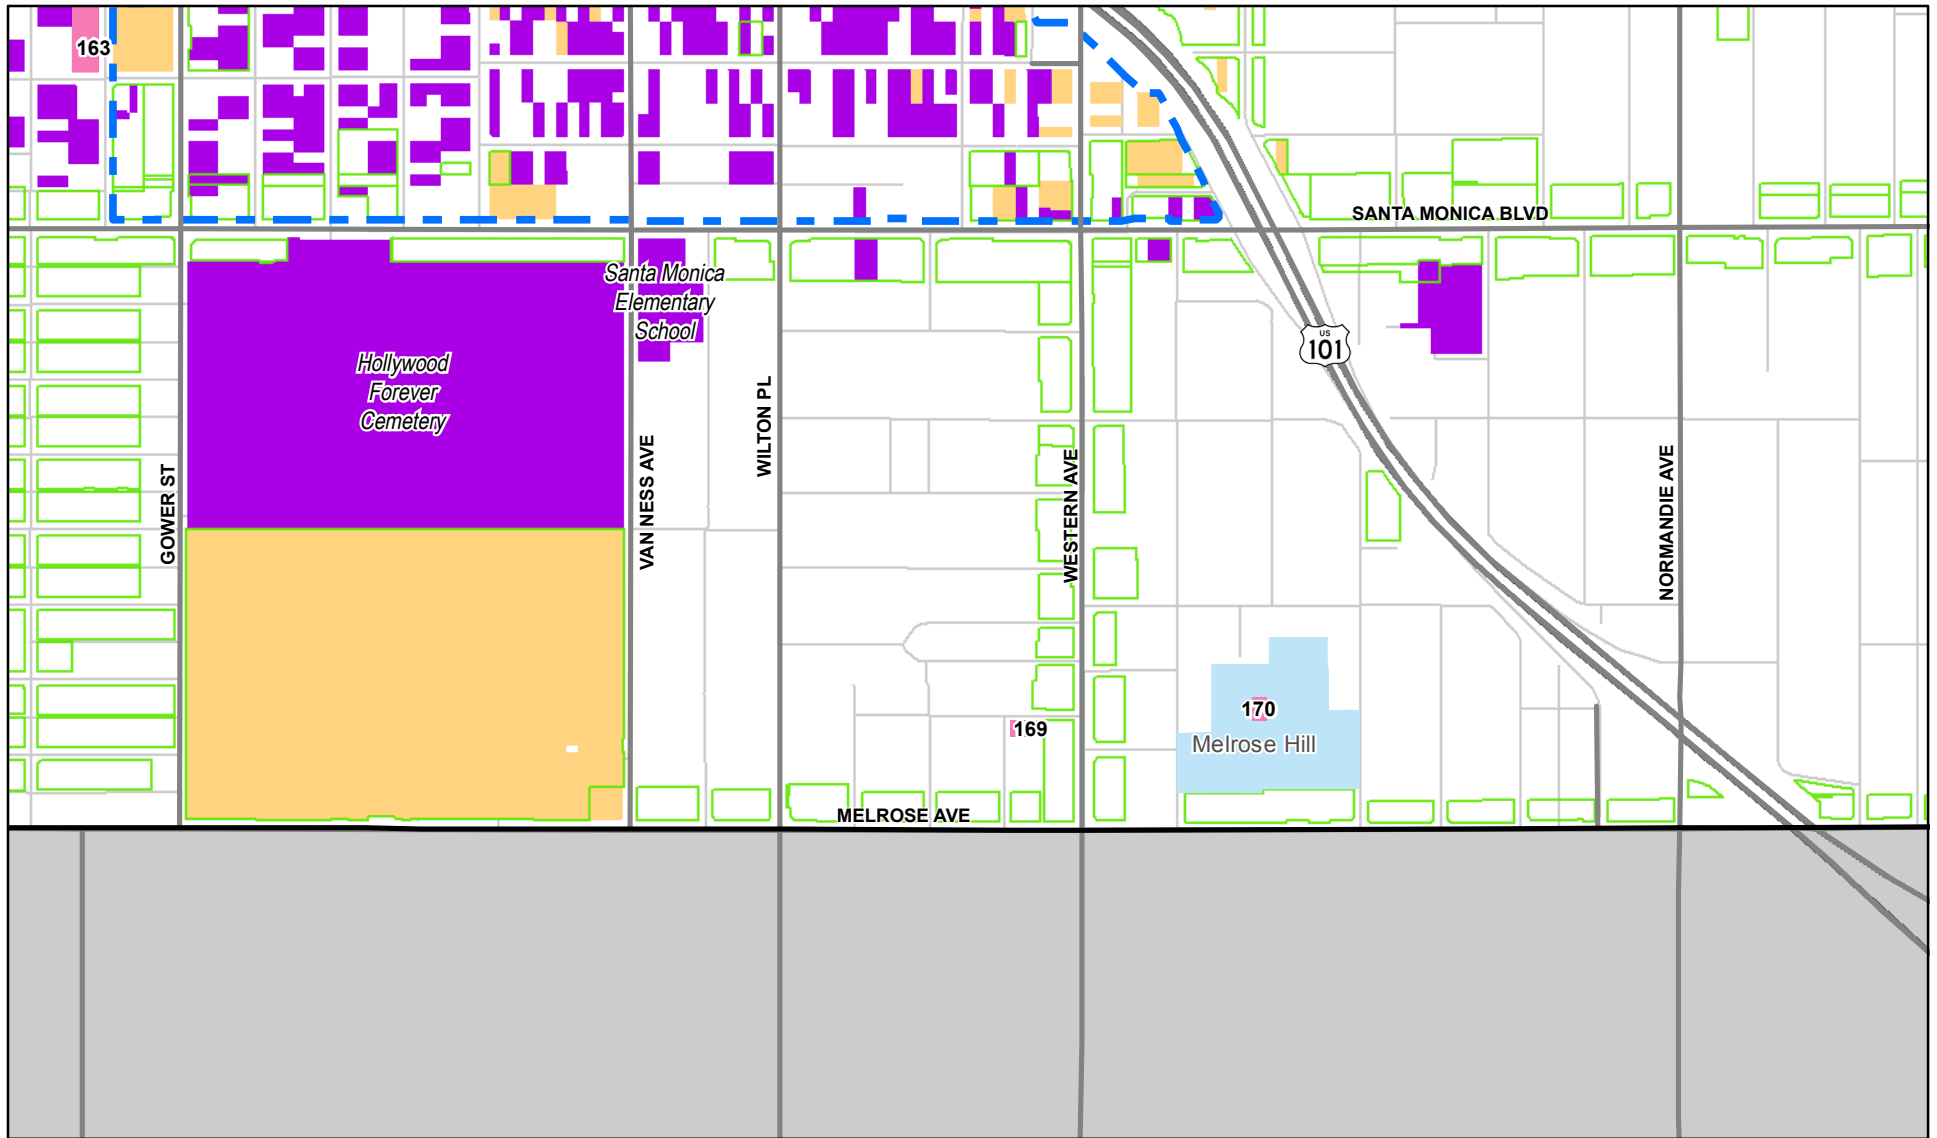 163
SANTA MONICA BLVD
Santa Monica
Elementary
School
US
101
Hollywood
Forever
Cemetery
WILTON PL
GOWER ST
VAN NESS AVE
WESTERN AVE
NORMANDIE AVE
170
169
Melrose Hill
MELROSE AVE